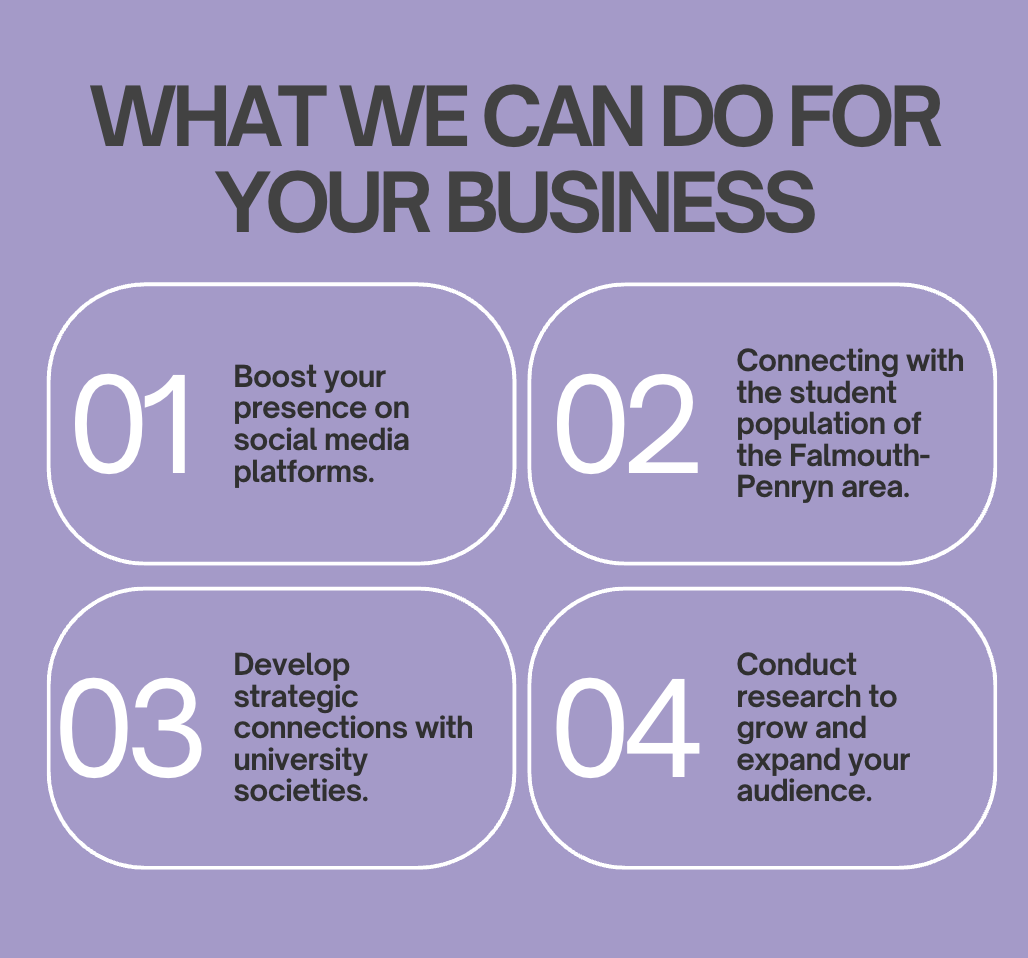 WHAT WE CAN DO FOR
YOUR BUSINESS
01
Boost your
presence on
social media
platforms.
02
Connecting with
the student
population of
the Falmouth-
Penryn area.
03
Develop
strategic
connections with
university
societies.
04
Conduct
research to
grow and
expand your
audience.